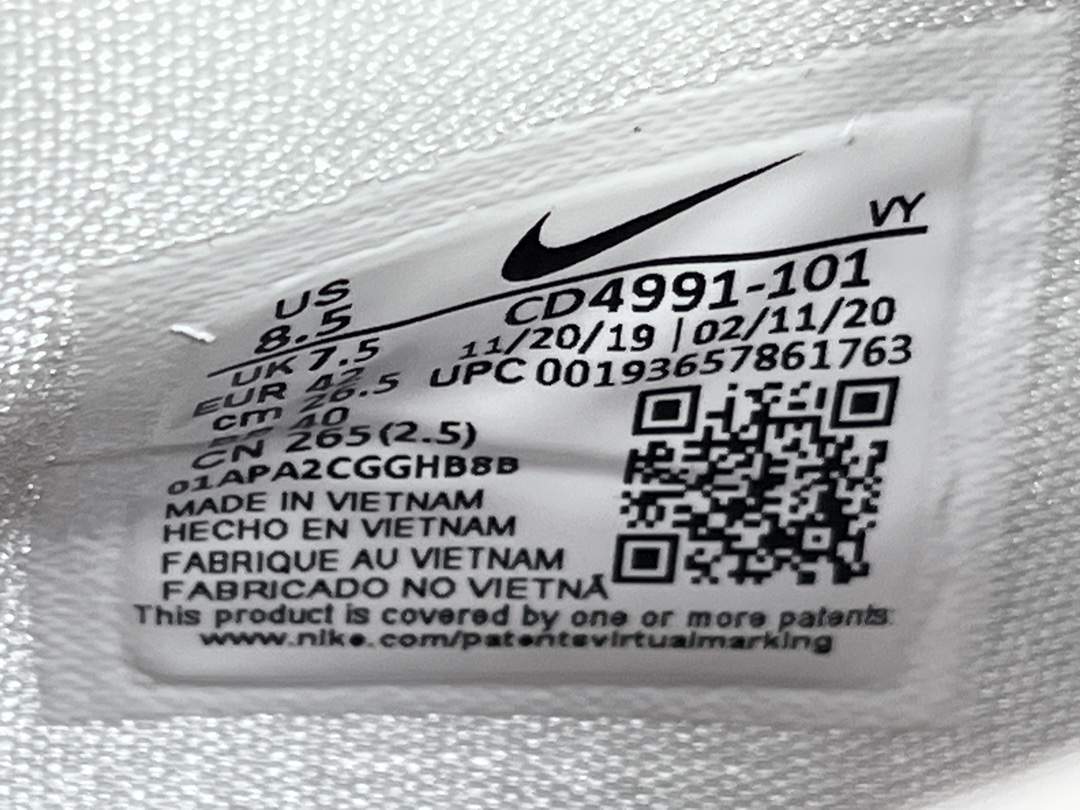 VY
US
8.5
CD4991-101
UK 7.5
11/20/19 | 02/11/20
EUR 42
UPC 00193657861763
cm 26.5
40
CN 265(2.5)
01APA2CGGHB8B
MADE IN VIETNAM
HECHO EN VIETNAM
FABRIQUE AU VIETNAM
FABRICADO NO VIETNÃ
This product is covered by one or more patents.
www.nike.com/patentsvirtualmarking